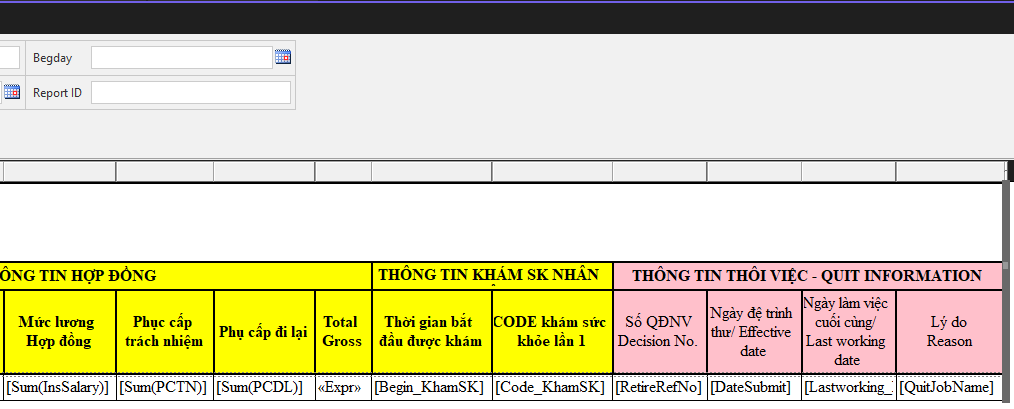 Begday
Report ID
ÔNG TIN HỢP ĐỒNG
THÔNG TIN KHÁM SK NHÂN
THÔNG TIN THÔI VIỆC - QUIT INFORMATION
Mức lương
Hợp đồng
Phục cấp
trách nhiệm
Phụ cấp đi lại
Total
Gross
Thời gian bắt
đầu được khám
CODE khám sức
khỏe lần 1
Số QĐNV
Decision No.
Ngày đệ trình
thư/ Effective
date
Ngày làm việc
cuối cùng/
Last working
date
Lý do
Reason
[Sum(InsSalary)]
[Sum(PCTN)]
[Sum(PCDL)]
«Expr»
[Begin_KhamSK]
[Code_KhamSK]
[RetireRefNo]
[DateSubmit]
[Lastworking_
[QuitJobName]